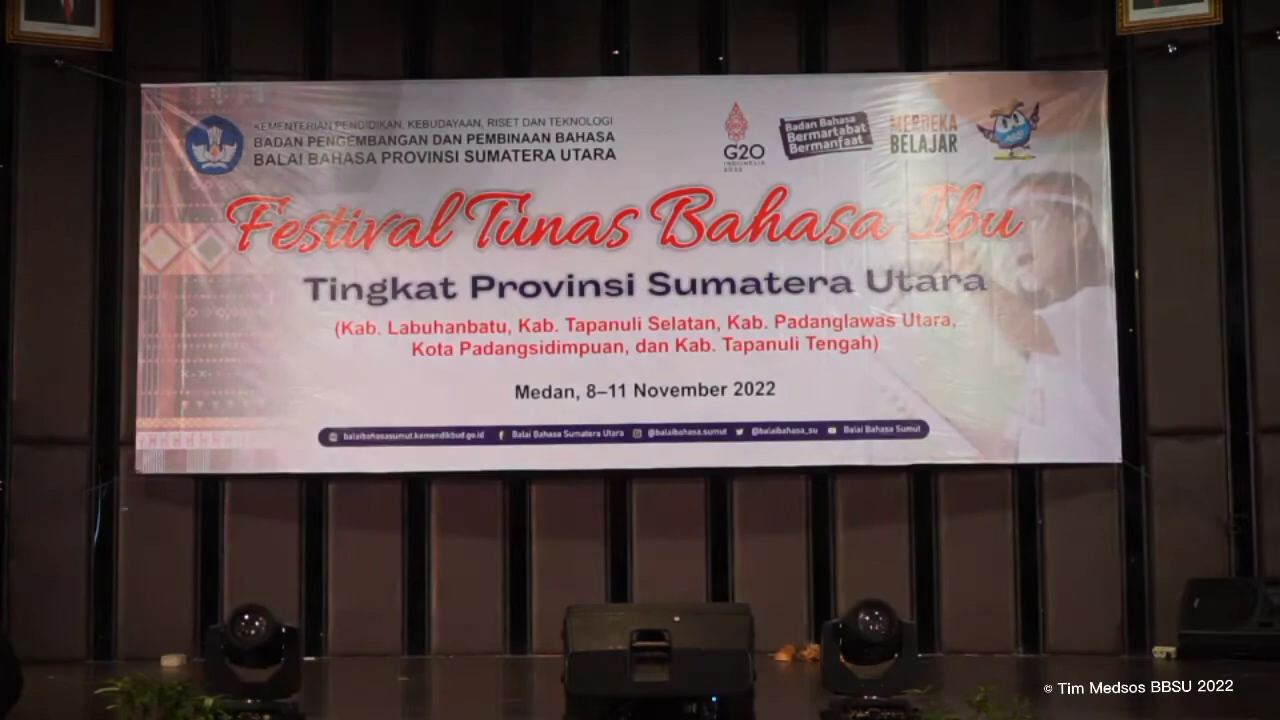 KEMENTERIAN PENDIDIKAN, KEBUDAYAAN, RISET DAN TEKNOLOGI
BADAN PENGEMBANGAN DAN PEMBINAAN BAHASA
BALAI BAHASA PROVINSI SUMATERA UTARA
G20
INDONESIA
2022
Badan Bahasa
Bermartabat
Bermanfaat
MERDEKA
BELAJAR
Festival Tunas Bahasa Ibu
Tingkat Provinsi Sumatera Utara
(Kab. Labuhanbatu, Kab. Tapanuli Selatan, Kab. Padanglawas Utara,
Kota Padangsidimpuan, dan Kab. Tapanuli Tengah)
Medan, 8–11 November 2022
balaibahasasumut.kemendikbud.go.id Balai Bahasa Sumatera Utara @balaibahasa.sumut @balaibahasa_su Balai Bahasa Sumut
© Tim Medsos BBSU 2022